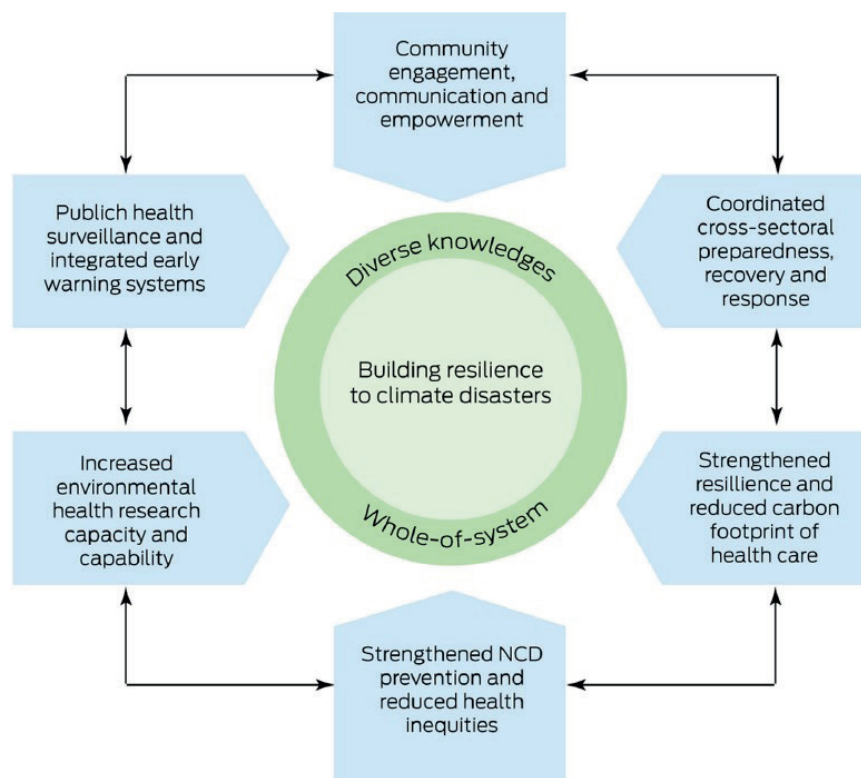 Community
engagement,
communication and
empowerment
Publich health
surveillance and
integrated early
warning systems
Coordinated
cross-sectoral
preparedness,
recovery and
response
Diverse knowledges
Building resilience
to climate disasters
Whole-of-system
Increased
environmental
health research
capacity and
capability
Strengthened
resillience and
reduced carbon
footprint of
health care
Strengthened NCD
prevention and
reduced health
inequities